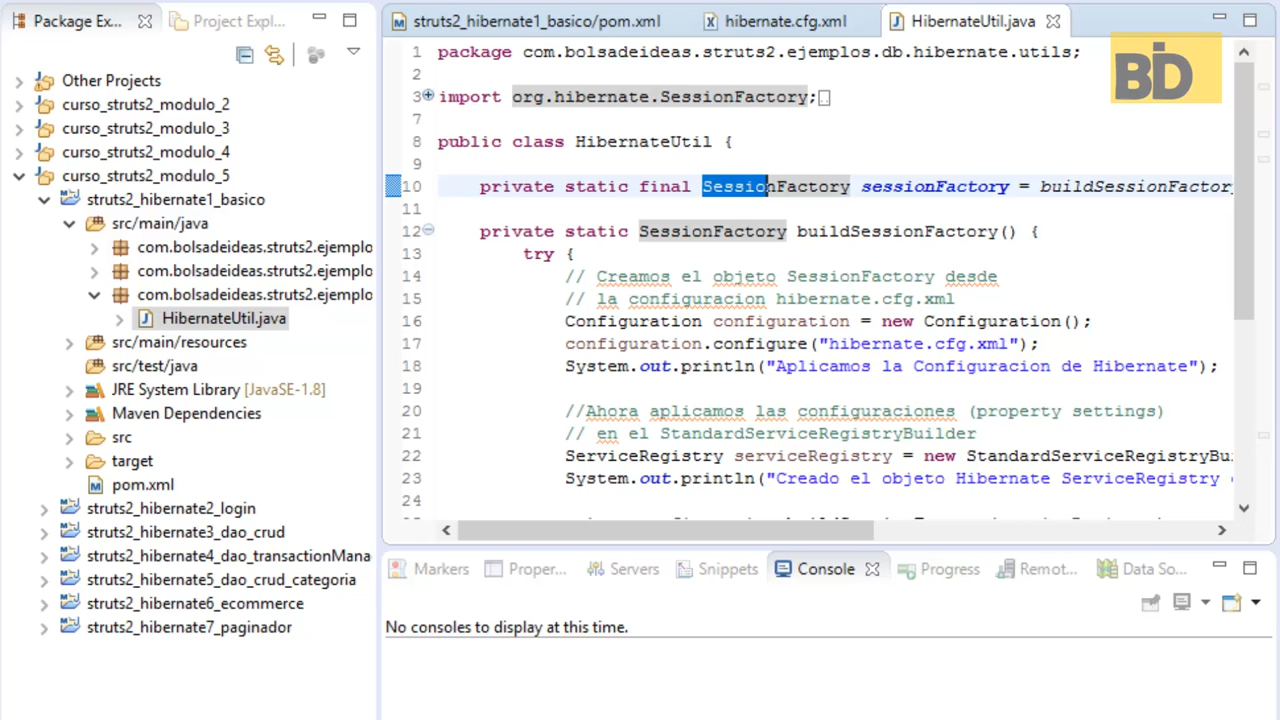 Package Ex...
Project Expl...
Other Projects
curso_struts2_modulo_2
curso_struts2_modulo_3
curso_struts2_modulo_4
curso_struts2_modulo_5
struts2_hibernate1_basico
src/main/java
com.bolsadeideas.struts2.ejemplo
com.bolsadeideas.struts2.ejemplo
com.bolsadeideas.struts2.ejemplo
HibernateUtil.java
src/main/resources
src/test/java
JRE System Library [JavaSE-1.8]
Maven Dependencies
src
target
pom.xml
struts2_hibernate2_login
struts2_hibernate3_dao_crud
struts2_hibernate4_dao_transactionMana
struts2_hibernate5_dao_crud_categoria
struts2_hibernate6_ecommerce
struts2_hibernate7_paginador
struts2_hibernate1_basico/pom.xml
hibernate.cfg.xml
HibernateUtil.java
BD
1 package com.bolsadeideas.struts2.ejemplos.db.hibernate.utils;
2
3 import org.hibernate.SessionFactory;
7
8 public class HibernateUtil {
9
10 private static final SessionFactory sessionFactory = buildSessionFactory
11
12 private static SessionFactory buildSessionFactory() {
13 try {
14 // Creamos el objeto SessionFactory desde
15 // la configuracion hibernate.cfg.xml
16 Configuration configuration = new Configuration();
17 configuration.configure("hibernate.cfg.xml");
18 System.out.println("Aplicamos la Configuracion de Hibernate");
19
20 //Ahora aplicamos las configuraciones (property settings)
21 // en el StandardServiceRegistryBuilder
22 ServiceRegistry serviceRegistry = new StandardServiceRegistryBui
23 System.out.println("Creado el objeto Hibernate ServiceRegistry
24
Markers
Proper...
Servers
Snippets
Console
Progress
Remot...
Data So...
No consoles to display at this time.